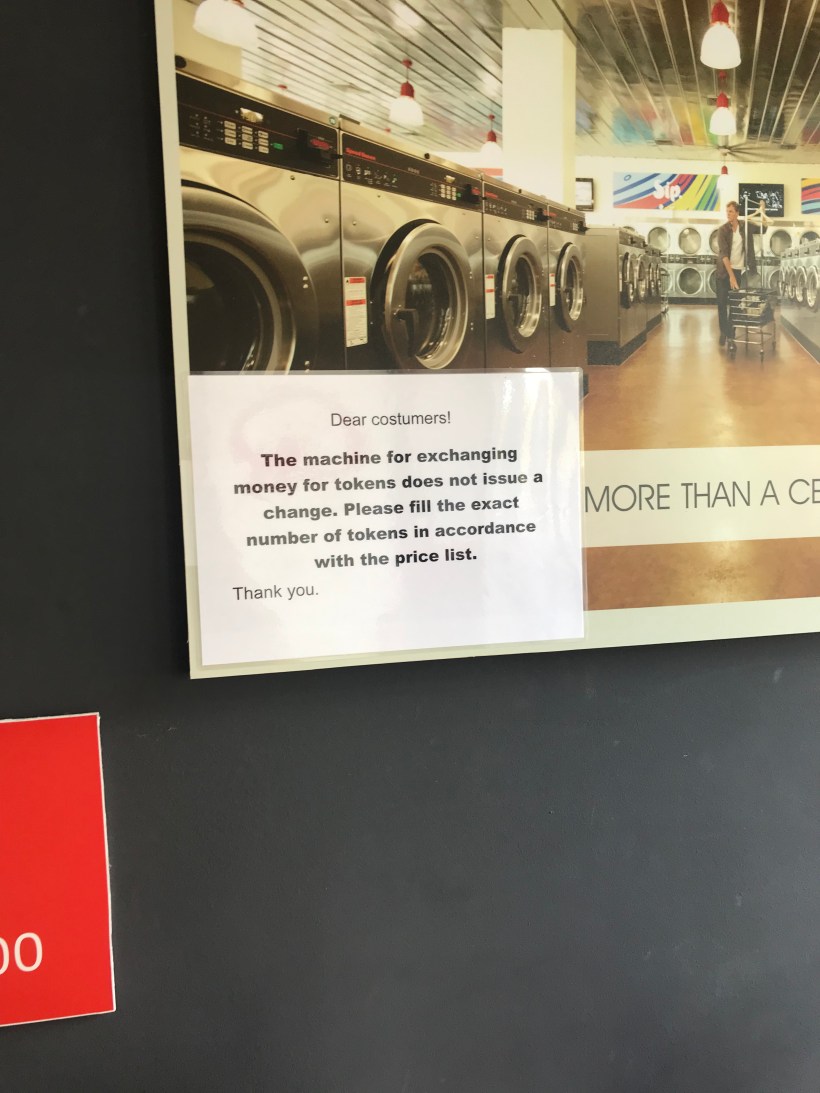 Sip
Dear costumers!
The machine for exchanging
money for tokens does not issue a
change. Please fill the exact
number of tokens in accordance
with the price list.
Thank you.
MORE THAN A CE
00